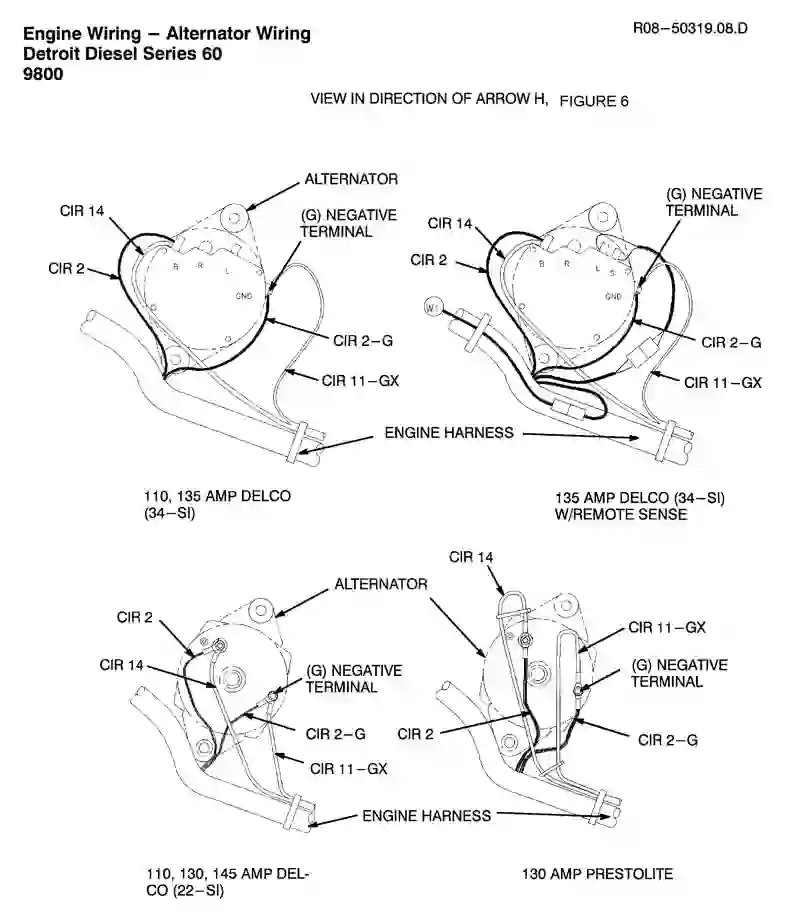 Engine Wiring – Alternator Wiring
Detroit Diesel Series 60
9800
R08–50319.08.D
VIEW IN DIRECTION OF ARROW H, FIGURE 6
ALTERNATOR
CIR 14
(G) NEGATIVE
TERMINAL
CIR 2
B R L
GND
CIR 2–G
CIR 11–GX
(G) NEGATIVE
TERMINAL
CIR 14
CIR 2
B R L S
GND
W1
CIR 2–G
CIR 11–GX
ENGINE HARNESS
110, 135 AMP DELCO
(34–SI)
135 AMP DELCO (34–SI)
W/REMOTE SENSE
ALTERNATOR
CIR 2
CIR 14
(G) NEGATIVE
TERMINAL
CIR 2–G
CIR 11–GX
CIR 14
CIR 11–GX
(G) NEGATIVE
TERMINAL
CIR 2
CIR 2–G
ENGINE HARNESS
110, 130, 145 AMP DEL-
CO (22–SI)
130 AMP PRESTOLITE